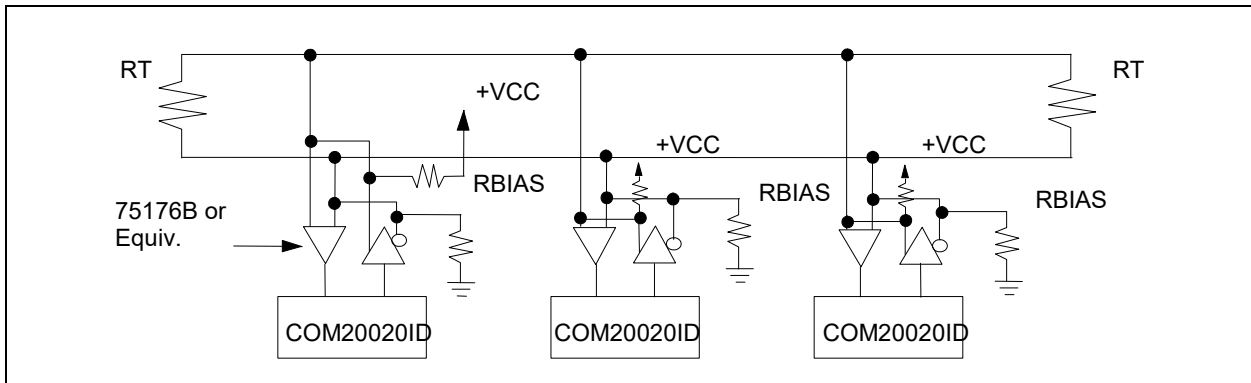 RT
RT
+VCC
+VCC
+VCC
RBIAS
RBIAS
RBIAS
75176B or
Equiv.
COM20020ID
COM20020ID
COM20020ID